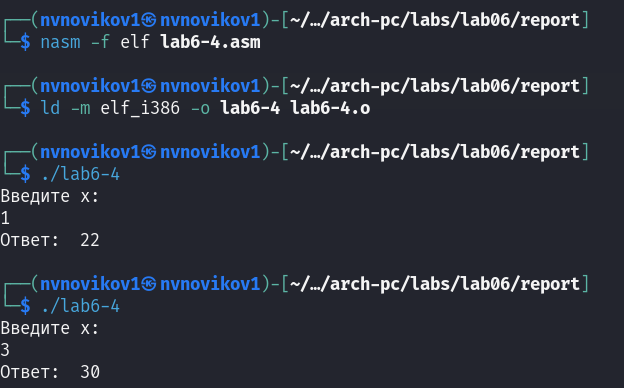 ┌──(nvnovikov1㉿nvnovikov1)-[~/…/arch-pc/labs/lab06/report]
└─$ nasm -f elf lab6-4.asm
┌──(nvnovikov1㉿nvnovikov1)-[~/…/arch-pc/labs/lab06/report]
└─$ ld -m elf_i386 -o lab6-4 lab6-4.o
┌──(nvnovikov1㉿nvnovikov1)-[~/…/arch-pc/labs/lab06/report]
└─$ ./lab6-4
Введите x:
1
Ответ:  22
┌──(nvnovikov1㉿nvnovikov1)-[~/…/arch-pc/labs/lab06/report]
└─$ ./lab6-4
Введите x:
3
Ответ:  30